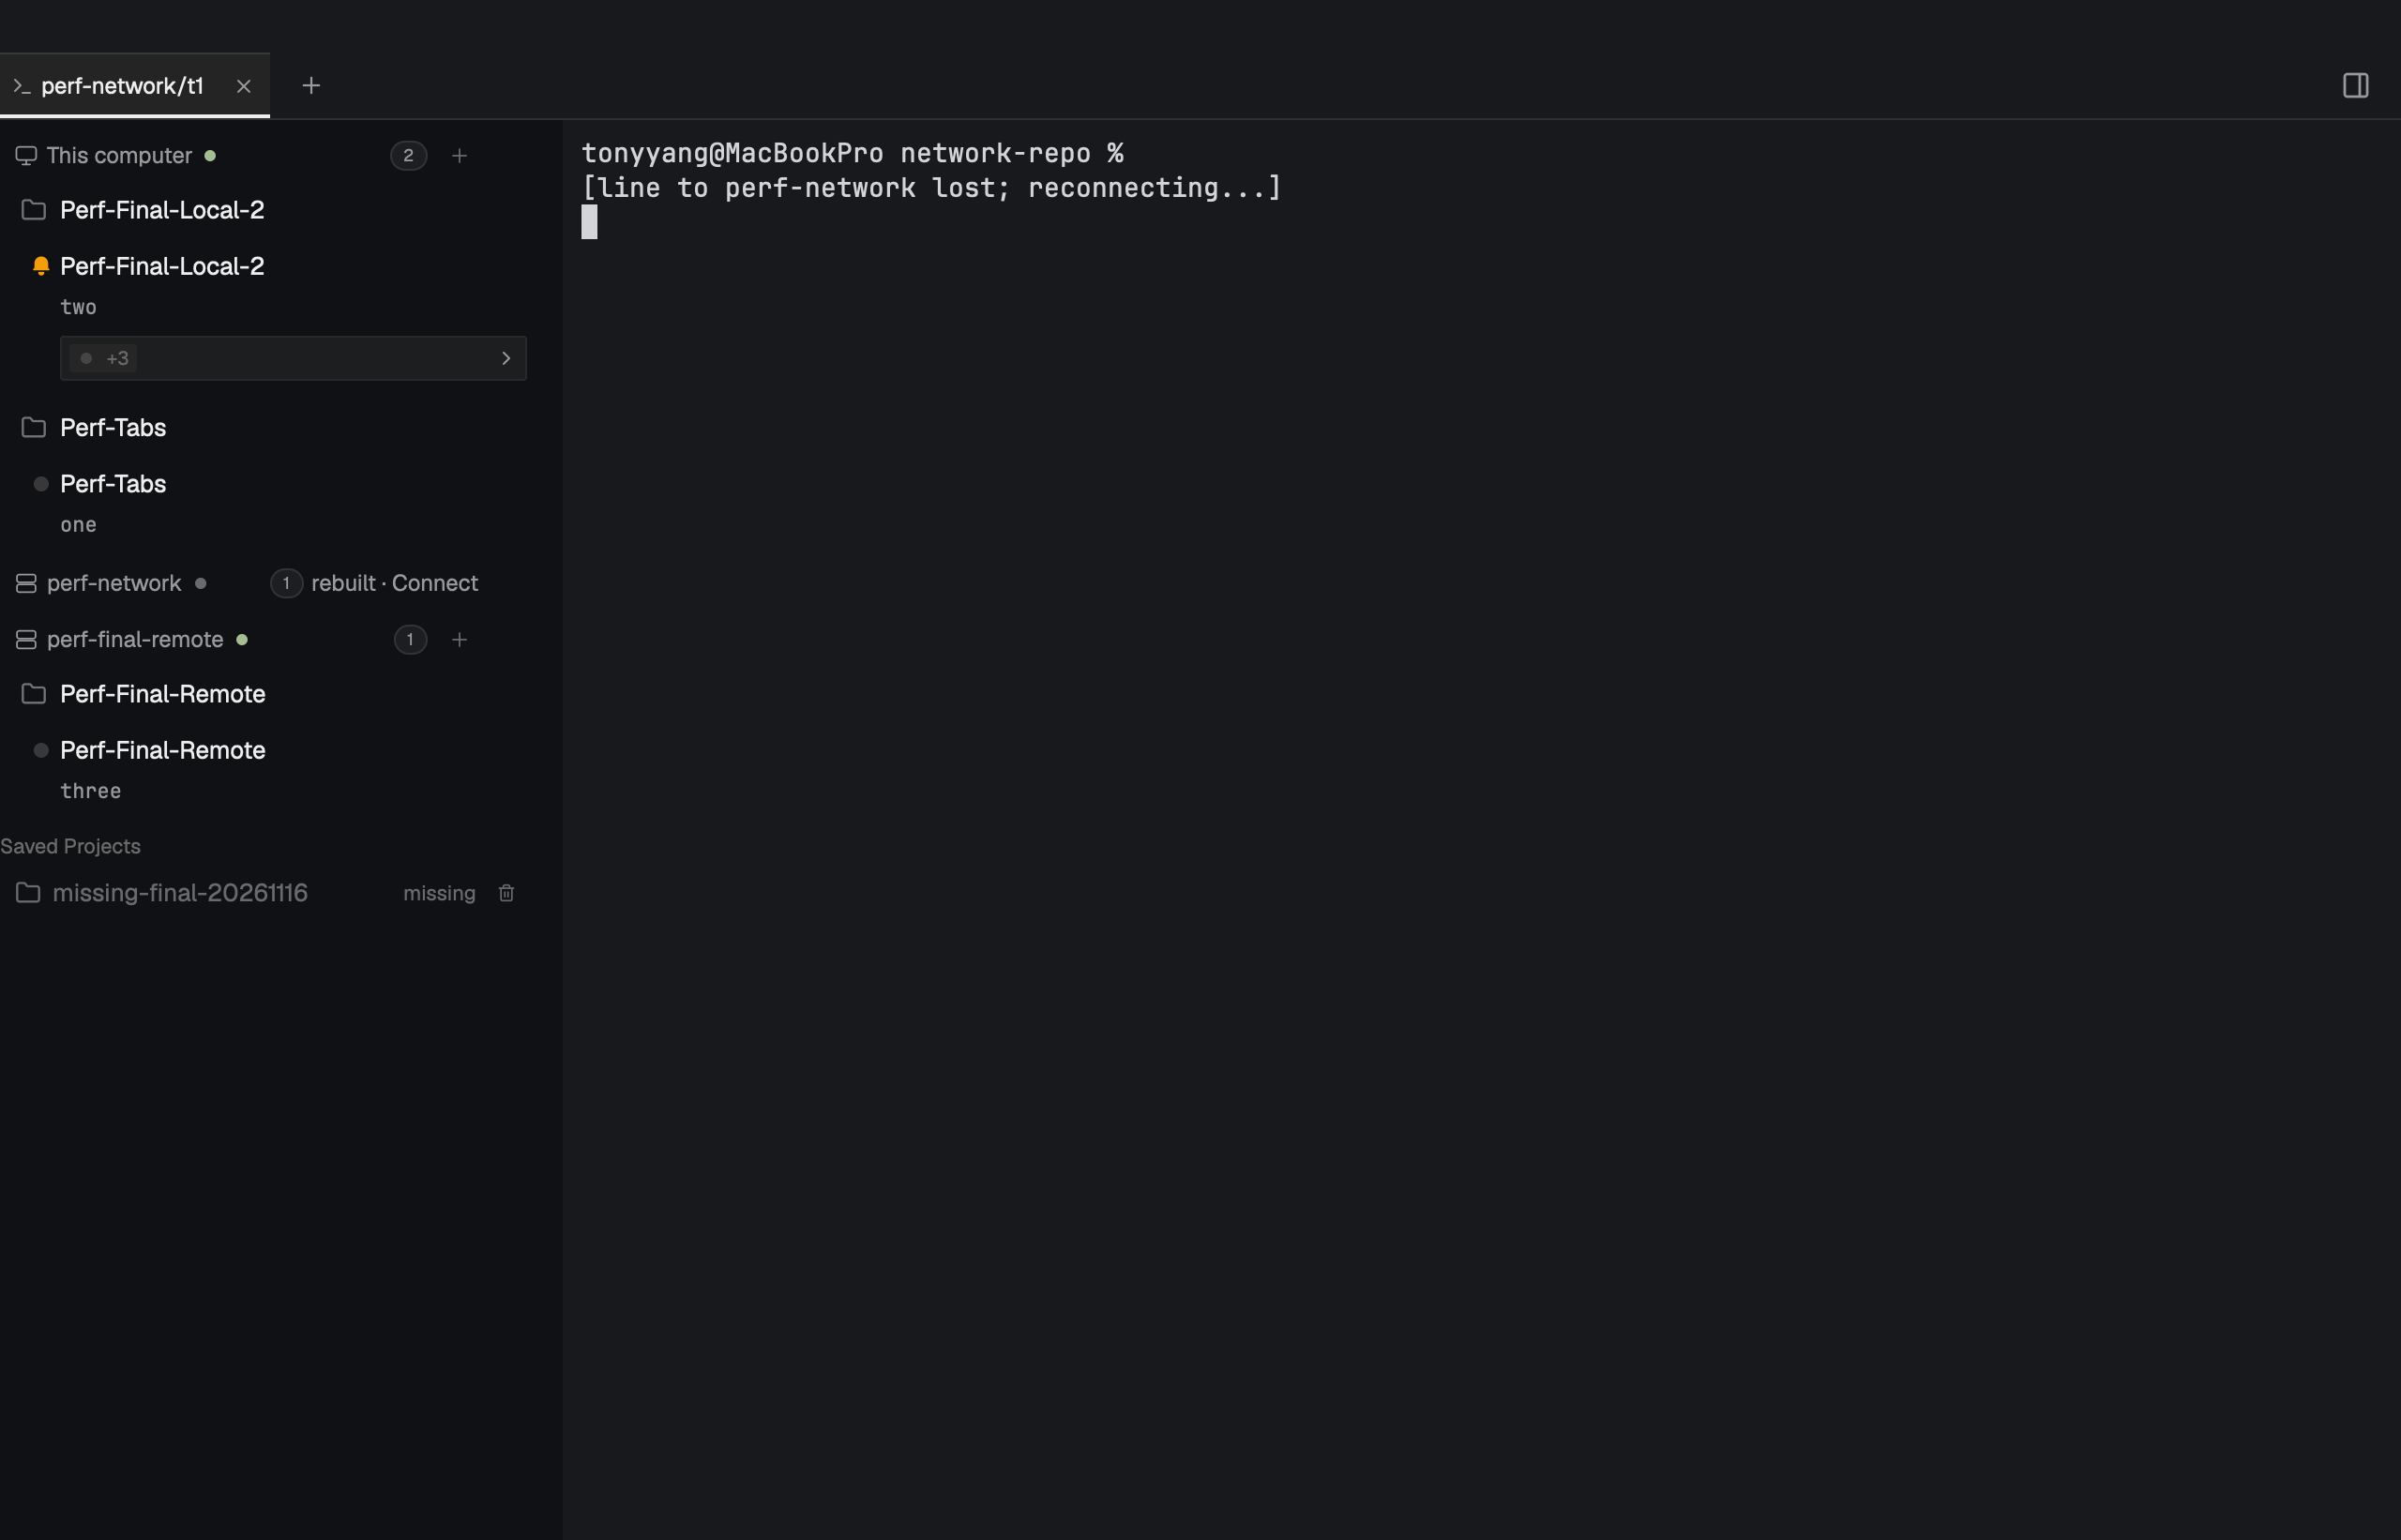 perf-network/t1
This computer 2
Perf-Final-Local-2
Perf-Final-Local-2
two
+3
Perf-Tabs
Perf-Tabs
one
perf-network 1 rebuilt · Connect
perf-final-remote 1
Perf-Final-Remote
Perf-Final-Remote
three
Saved Projects
missing-final-20261116 missing
tonyyang@MacBookPro network-repo %
[line to perf-network lost; reconnecting...]